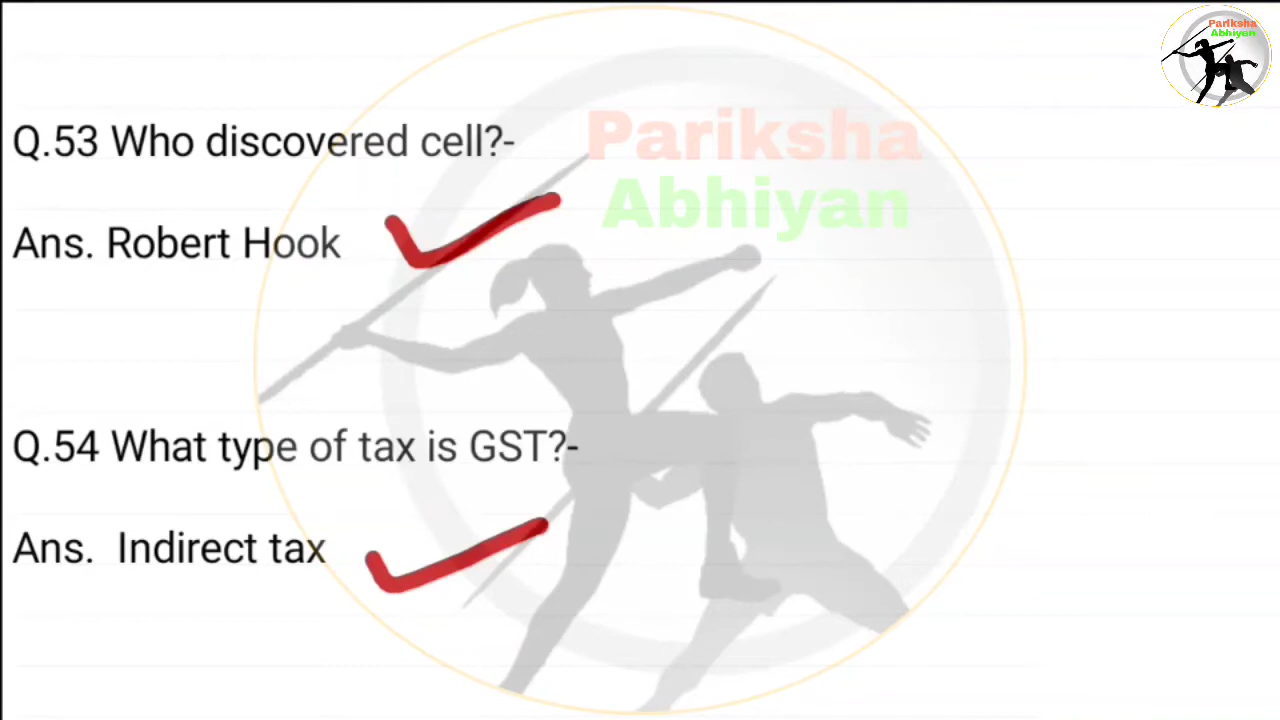 Pariksha
Abhiyan
Pariksha
Abhiyan
Q.53 Who discovered cell?-
Ans. Robert Hook
Q.54 What type of tax is GST?-
Ans. Indirect tax